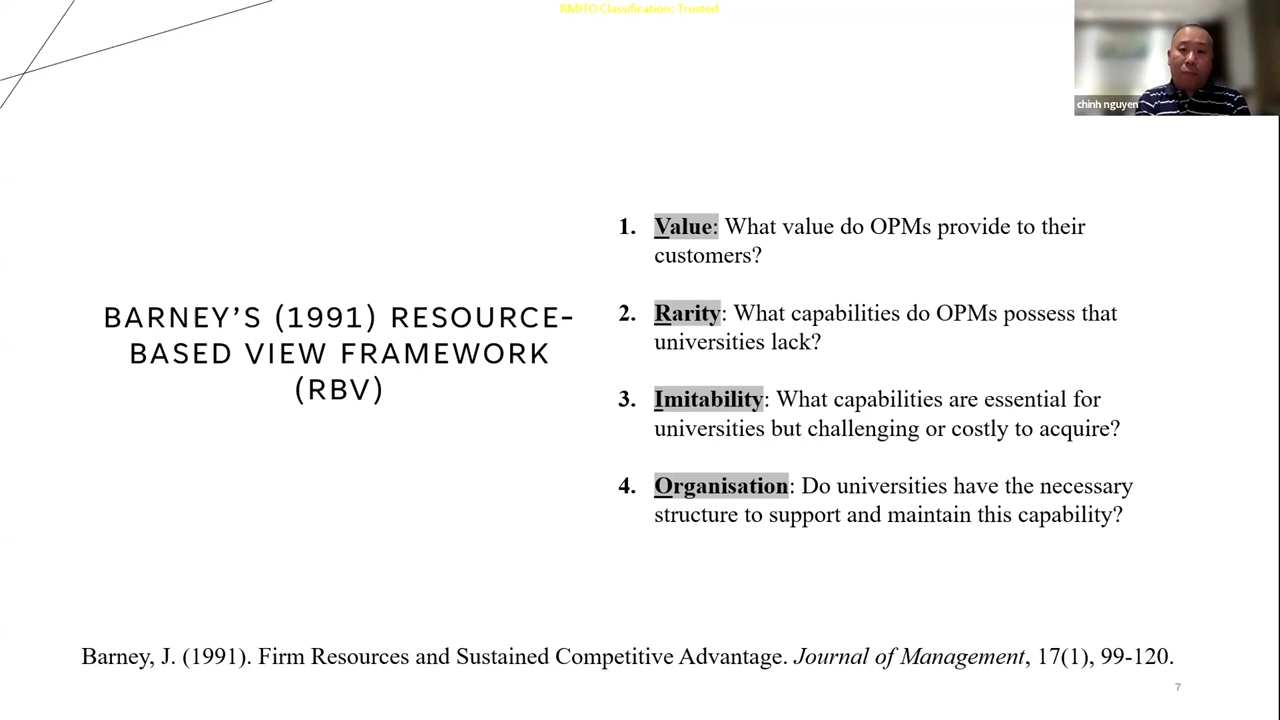 RMITO Classification: Trusted
chinh nguyen
BARNEY'S (1991) RESOURCE-
BASED VIEW FRAMEWORK
(RBV)
1. Value: What value do OPMs provide to their
customers?
2. Rarity: What capabilities do OPMs possess that
universities lack?
3. Imitability: What capabilities are essential for
universities but challenging or costly to acquire?
4. Organisation: Do universities have the necessary
structure to support and maintain this capability?
Barney, J. (1991). Firm Resources and Sustained Competitive Advantage. Journal of Management, 17(1), 99-120.
7